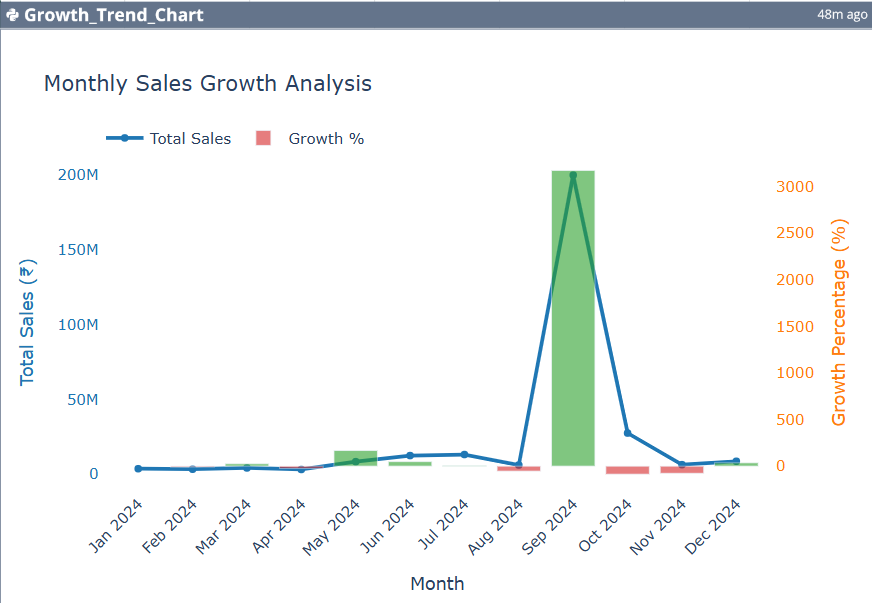 Growth_Trend_Chart
48m ago
Monthly Sales Growth Analysis
Total Sales
Growth %
200M
150M
100M
50M
0
Total Sales (₹)
3000
2500
2000
1500
1000
500
0
Growth Percentage (%)
Jan 2024
Feb 2024
Mar 2024
Apr 2024
May 2024
Jun 2024
Jul 2024
Aug 2024
Sep 2024
Oct 2024
Nov 2024
Dec 2024
Month